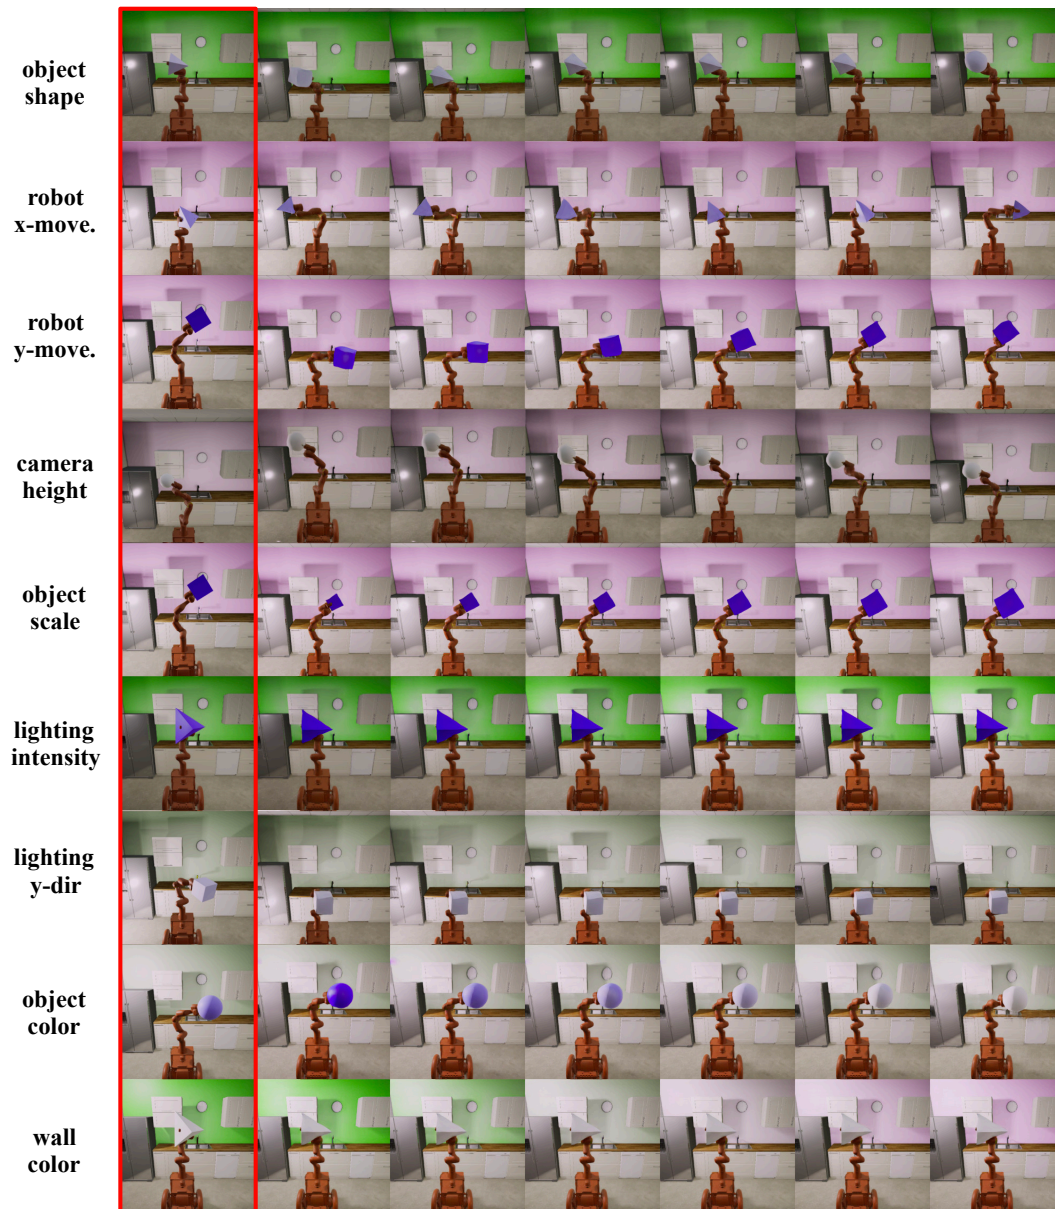 object
shape
robot
x-move.
robot
y-move.
camera
height
object
scale
lighting
intensity
lighting
y-dir
object
color
wall
color